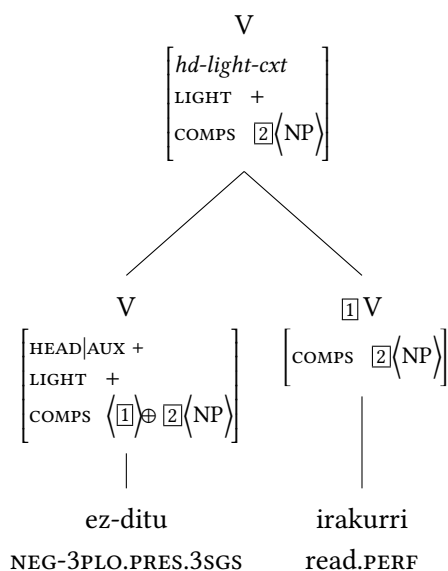 V
hd-light-cxt
LIGHT +
COMPS 2⟨NP⟩
V
HEAD|AUX +
LIGHT +
COMPS ⟨1⟩⊕ 2⟨NP⟩
1V
COMPS 2⟨NP⟩
ez-ditu
NEG-3PLO.PRES.3SGS
irakurri
read.PERF